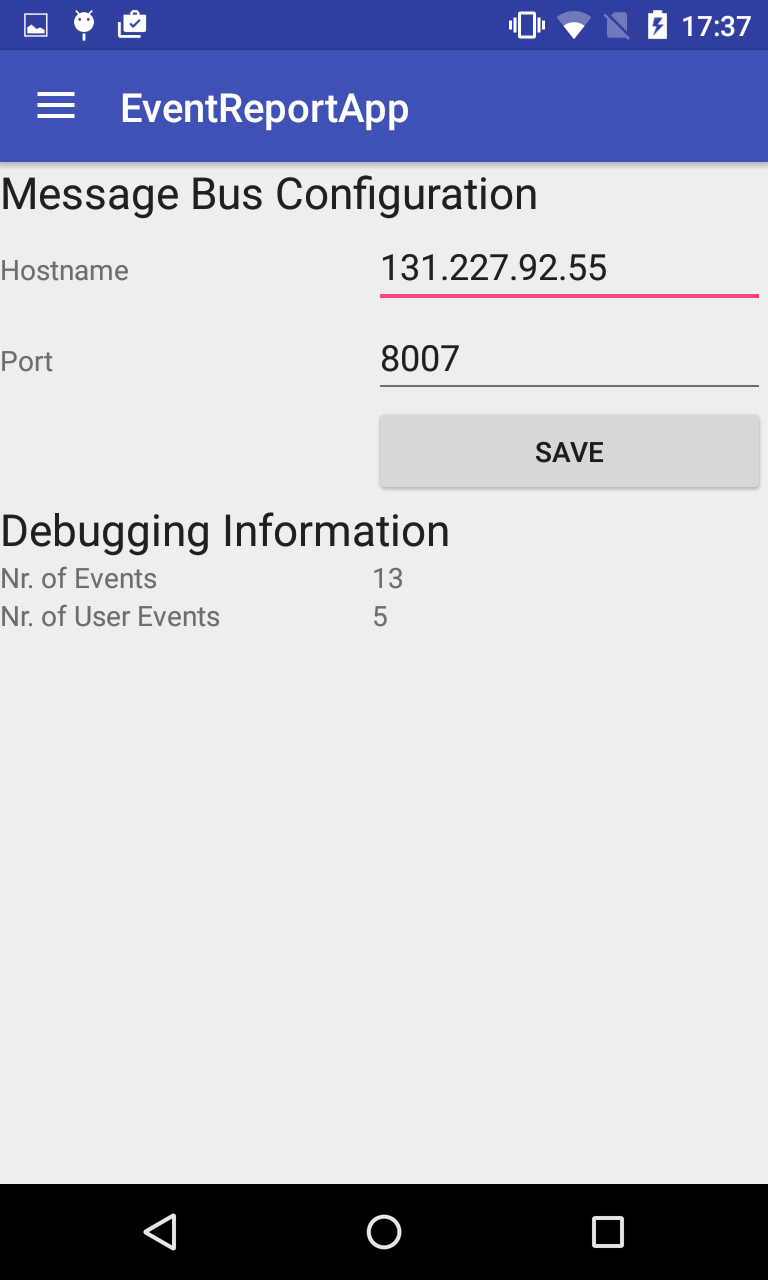 17:37
EventReportApp
Message Bus Configuration
Hostname 131.227.92.55
Port 8007
SAVE
Debugging Information
Nr. of Events 13
Nr. of User Events 5